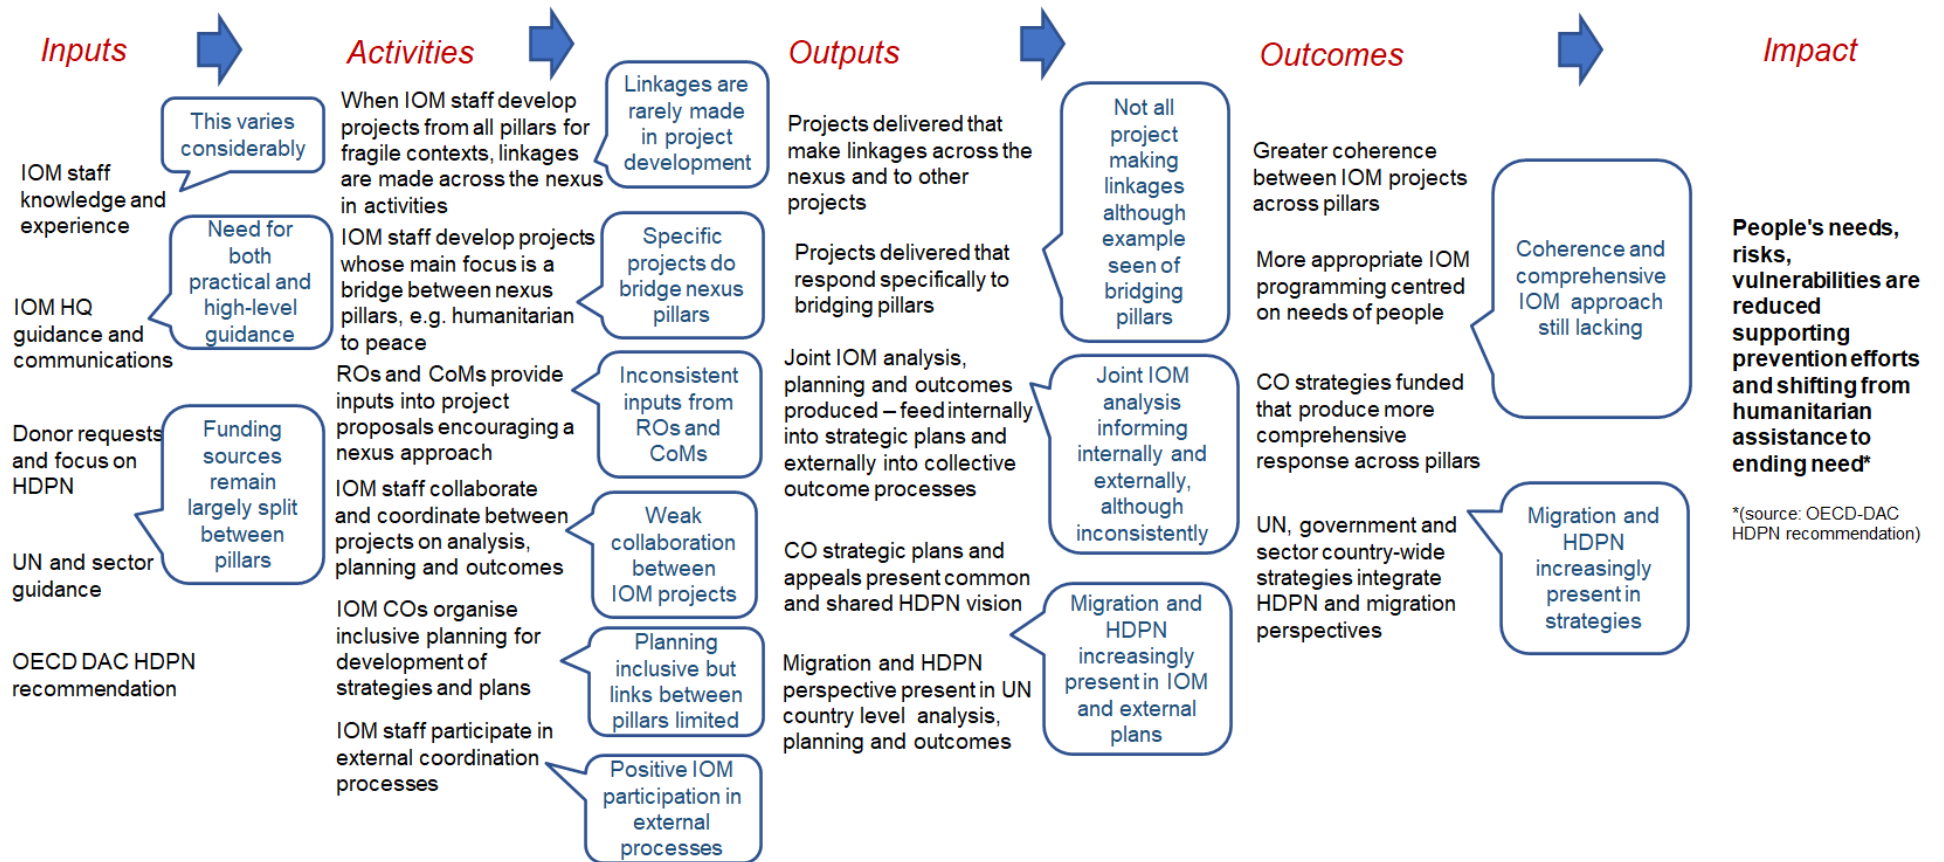 Inputs
Activities
Outputs
Outcomes
Impact
This varies
considerably
IOM staff
knowledge and
experience
Need for
both
practical and
high-level
guidance
IOM HQ
guidance and
communications
Donor requests
and focus on
HDPN
Funding
sources
remain
largely split
between
pillars
UN and sector
guidance
OECD DAC HDPN
recommendation
When IOM staff develop
projects from all pillars for
fragile contexts, linkages
are made across the nexus
in activities
Linkages are
rarely made
in project
development
IOM staff develop projects
whose main focus is a
bridge between nexus
pillars, e.g. humanitarian
to peace
Specific
projects do
bridge nexus
pillars
ROs and CoMs provide
inputs into project
proposals encouraging a
nexus approach
Inconsistent
inputs from
ROs and
CoMs
IOM staff collaborate
and coordinate between
projects on analysis,
planning and outcomes
Weak
collaboration
between
IOM projects
IOM COs organise
inclusive planning for
development of
strategies and plans
Planning
inclusive but
links between
pillars limited
IOM staff participate in
external coordination
processes
Positive IOM
participation in
external
processes
Projects delivered that
make linkages across the
nexus and to other
projects
Projects delivered that
respond specifically to
bridging pillars
Not all
project
making
linkages
although
example
seen of
bridging
pillars
Joint IOM analysis,
planning and outcomes
produced – feed internally
into strategic plans and
externally into collective
outcome processes
Joint IOM
analysis
informing
internally and
externally,
although
inconsistently
CO strategic plans and
appeals present common
and shared HDPN vision
Migration and HDPN
perspective present in UN
country level analysis,
planning and outcomes
Migration and
HDPN
increasingly
present in IOM
and external
plans
Greater coherence
between IOM projects
across pillars
More appropriate IOM
programming centred
on needs of people
CO strategies funded
that produce more
comprehensive
response across pillars
Coherence and
comprehensive
IOM approach
still lacking
UN, government and
sector country-wide
strategies integrate
HDPN and migration
perspectives
Migration and
HDPN
increasingly
present in
strategies
People's needs,
risks,
vulnerabilities are
reduced
supporting
prevention efforts
and shifting from
humanitarian
assistance to
ending need*
*(source: OECD-DAC
HDPN recommendation)